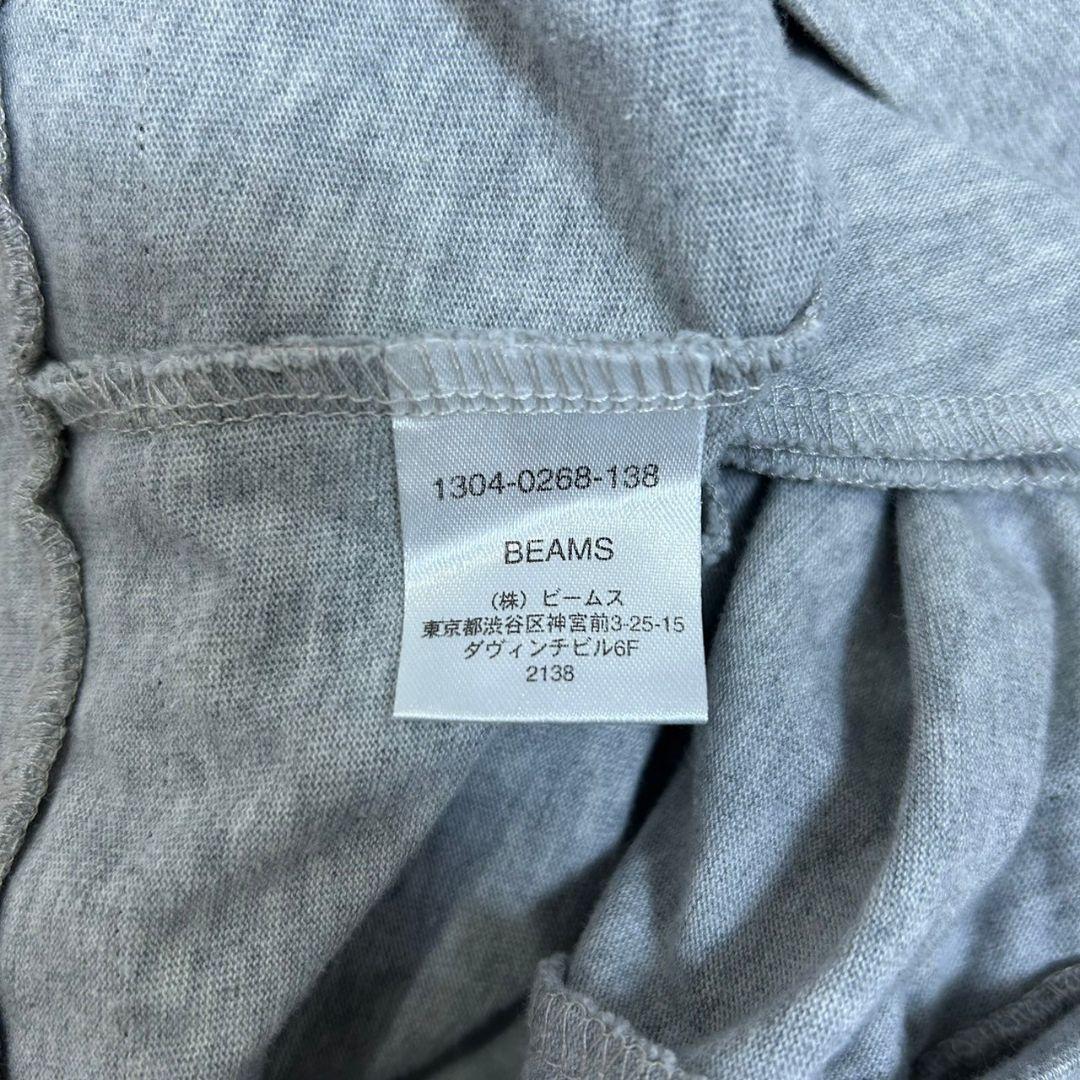 1304-0268-138
BEAMS
(株) ビームス
東京都渋谷区神宮前3-25-15
ダヴィンチビル6F
2138